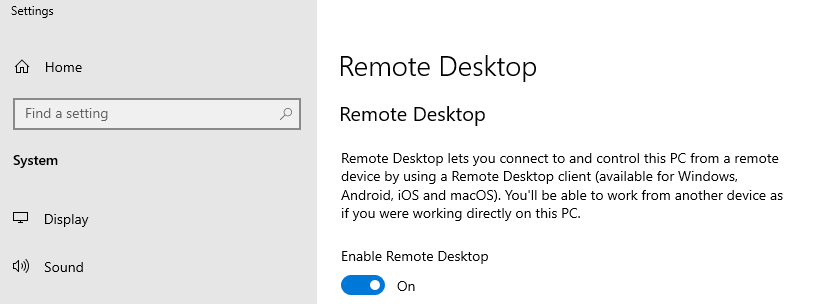 Settings
Home
Find a setting
System
Display
Sound
Remote Desktop
Remote Desktop
Remote Desktop lets you connect to and control this PC from a remote
device by using a Remote Desktop client (available for Windows,
Android, iOS and macOS). You'll be able to work from another device as
if you were working directly on this PC.
Enable Remote Desktop
On